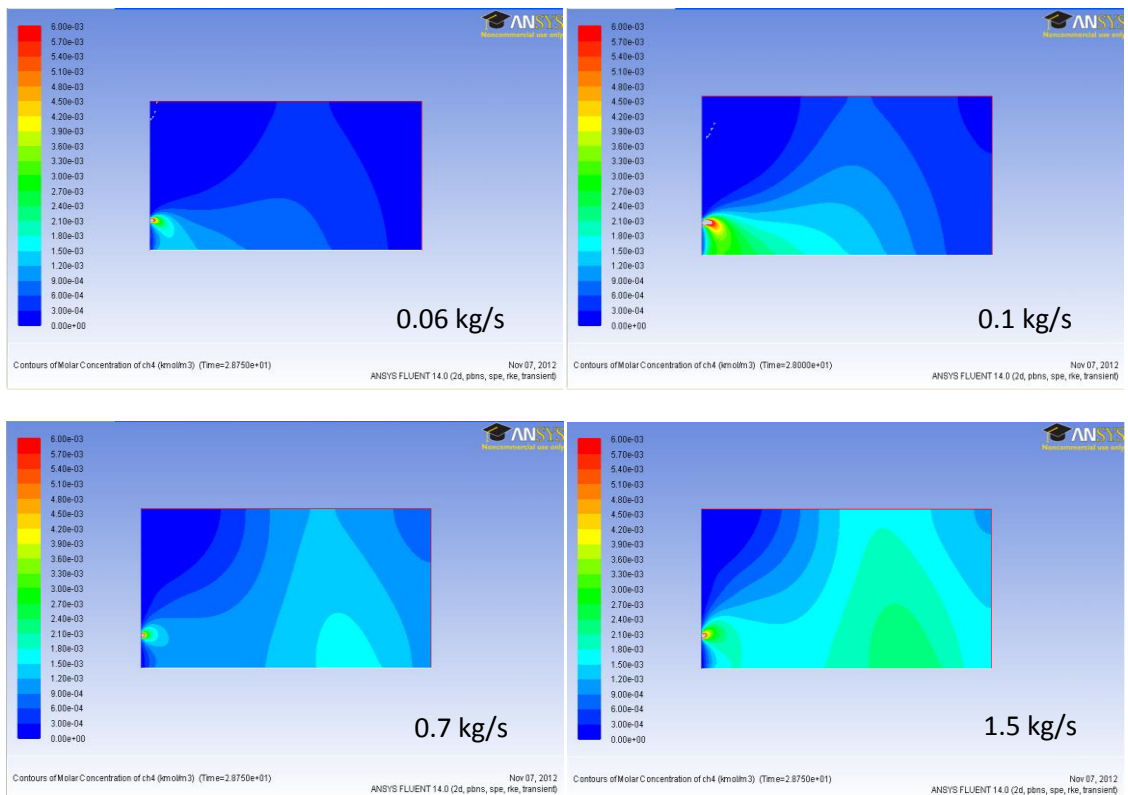 ANSYS
Noncommercial use only
6.00e-03
5.70e-03
5.40e-03
5.10e-03
4.80e-03
4.50e-03
4.20e-03
3.90e-03
3.60e-03
3.30e-03
3.00e-03
2.70e-03
2.40e-03
2.10e-03
1.80e-03
1.50e-03
1.20e-03
9.00e-04
6.00e-04
3.00e-04
0.00e+00
0.06 kg/s
Contours of Molar Concentration of ch4 (kmol/m3) (Time=2.8750e+01)
Nov 07, 2012
ANSYS FLUENT 14.0 (2d, pbns, spe, rke, transient)
ANSYS
Noncommercial use only
6.00e-03
5.70e-03
5.40e-03
5.10e-03
4.80e-03
4.50e-03
4.20e-03
3.90e-03
3.60e-03
3.30e-03
3.00e-03
2.70e-03
2.40e-03
2.10e-03
1.80e-03
1.50e-03
1.20e-03
9.00e-04
6.00e-04
3.00e-04
0.00e+00
0.1 kg/s
Contours of Molar Concentration of ch4 (kmol/m3) (Time=2.8000e+01)
Nov 07, 2012
ANSYS FLUENT 14.0 (2d, pbns, spe, rke, transient)
ANSYS
Noncommercial use only
6.00e-03
5.70e-03
5.40e-03
5.10e-03
4.80e-03
4.50e-03
4.20e-03
3.90e-03
3.60e-03
3.30e-03
3.00e-03
2.70e-03
2.40e-03
2.10e-03
1.80e-03
1.50e-03
1.20e-03
9.00e-04
6.00e-04
3.00e-04
0.00e+00
0.7 kg/s
Contours of Molar Concentration of ch4 (kmol/m3) (Time=2.8750e+01)
Nov 07, 2012
ANSYS FLUENT 14.0 (2d, pbns, spe, rke, transient)
ANSYS
Noncommercial use only
6.00e-03
5.70e-03
5.40e-03
5.10e-03
4.80e-03
4.50e-03
4.20e-03
3.90e-03
3.60e-03
3.30e-03
3.00e-03
2.70e-03
2.40e-03
2.10e-03
1.80e-03
1.50e-03
1.20e-03
9.00e-04
6.00e-04
3.00e-04
0.00e+00
1.5 kg/s
Contours of Molar Concentration of ch4 (kmol/m3) (Time=2.8750e+01)
Nov 07, 2012
ANSYS FLUENT 14.0 (2d, pbns, spe, rke, transient)